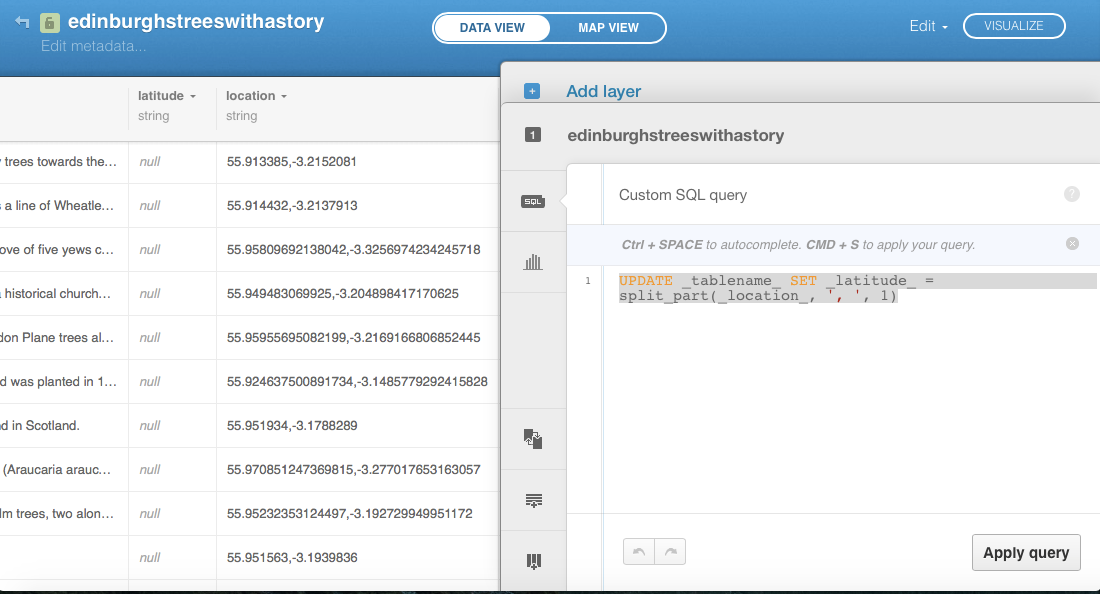 edinburghstreeswithastory
Edit metadata...
DATA VIEW MAP VIEW
Edit VISUALIZE
latitude location
string string
trees towards the... null 55.913385,-3.2152081
a line of Wheatle... null 55.914432,-3.2137913
ove of five yews c... null 55.95809692138042,-3.3256974234245718
historical church... null 55.949483069925,-3.204898417170625
don Plane trees al... null 55.95955695082199,-3.2169166806852445
d was planted in 1... null 55.924637500891734,-3.1485779292415828
d in Scotland. null 55.951934,-3.1788289
(Araucaria arauc... null 55.970851247369815,-3.277017653163057
lm trees, two alon... null 55.95232353124497,-3.192729949951172
null 55.951563,-3.1939836
Add layer
1 edinburghstreeswithastory
SQL
Custom SQL query ?
Ctrl + SPACE to autocomplete. CMD + S to apply your query.
1 UPDATE _tablename_ SET _latitude_ =
split_part(_location_, ', ', 1)
Apply query